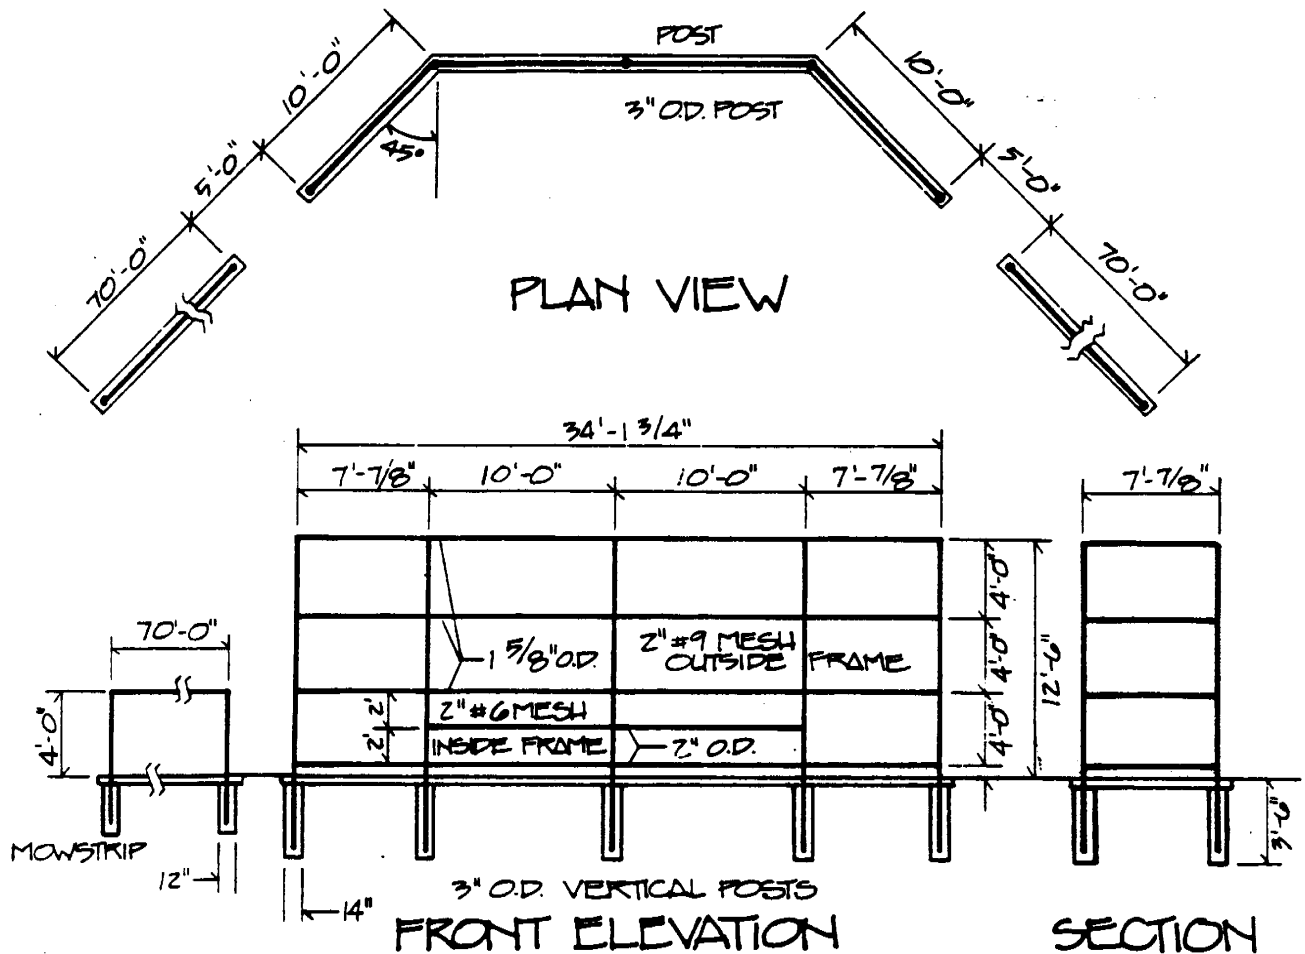 POST
10'-0"
10'-0"
3" O.D. POST
45°
5'-0"
5'-0"
70'-0"
70'-0"
PLAN VIEW
34'-1 3/4"
7'-7/8"
10'-0"
10'-0"
7'-7/8"
7'-7/8"
4'-0"
70'-0"
1 5/8" O.D.
2" #9 MESH
OUTSIDE FRAME
4'-0"
12'-6"
4'-0"
2'
2" #6 MESH
2'
INSIDE FRAME
2" O.D.
4'-0"
3'-6"
MOWSTRIP
12"
14"
3" O.D. VERTICAL POSTS
FRONT ELEVATION
SECTION